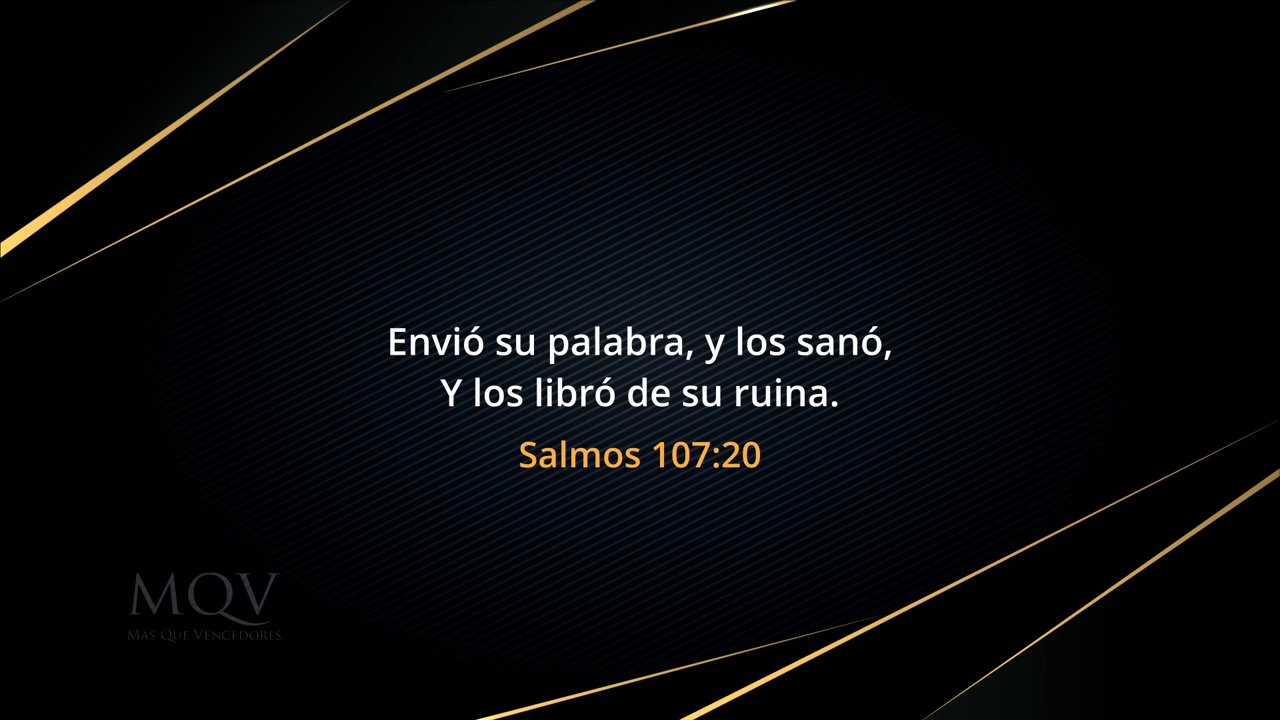 Envió su palabra, y los sanó,
Y los libró de su ruina.
Salmos 107:20
MQV
Más Que Vencedores